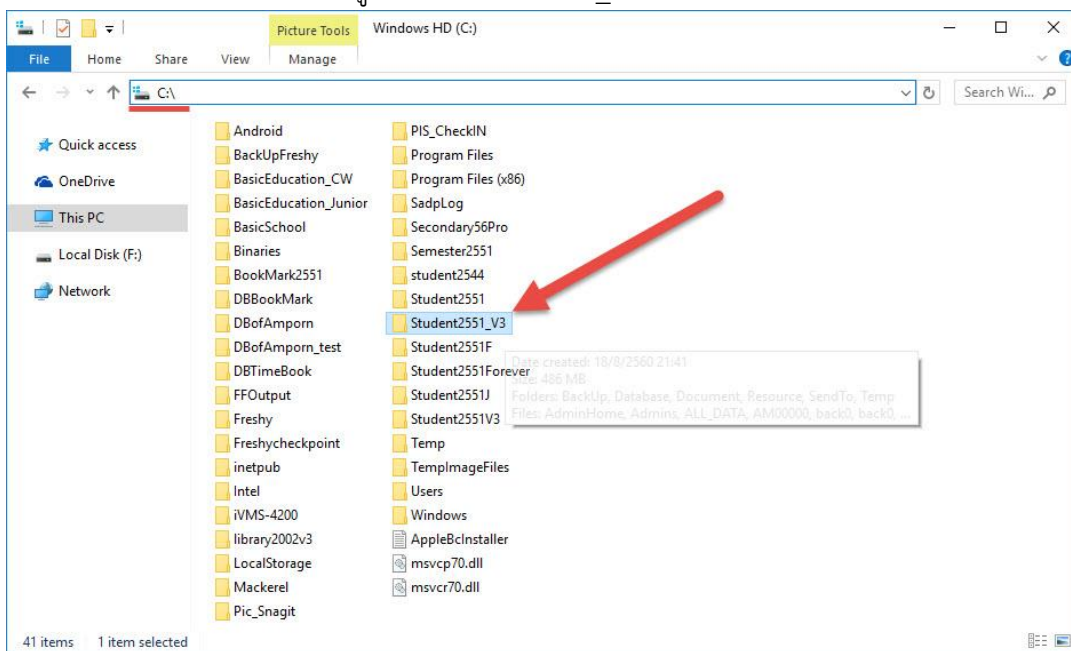 Picture Tools
Windows HD (C:)
File Home Share View Manage
C:\
Search Wi...
Quick access
OneDrive
This PC
Local Disk (F:)
Network
Android
BackUpFreshy
BasicEducation_CW
BasicEducation_Junior
BasicSchool
Binaries
BookMark2551
DBBookMark
DBofAmporn
DBofAmporn_test
DBTimeBook
FFOutput
Freshy
Freshycheckpoint
inetpub
Intel
iVMS-4200
library2002v3
LocalStorage
Mackerel
Pic_Snagit
PIS_CheckIN
Program Files
Program Files (x86)
SadpLog
Secondary56Pro
Semester2551
student2544
Student2551
Student2551_V3
Student2551F
Student2551Forever
Student2551J
Student2551V3
Temp
TempImageFiles
Users
Windows
AppleBcInstaller
msvcp70.dll
msvcr70.dll
Date created: 18/8/2560 21:41
Size: 486 MB
Folders: BackUp, Database, Document, Resource, SendTo, Temp
Files: AdminHome, Admins, ALL_DATA, AM00000, back0, back0, ...
41 items 1 item selected